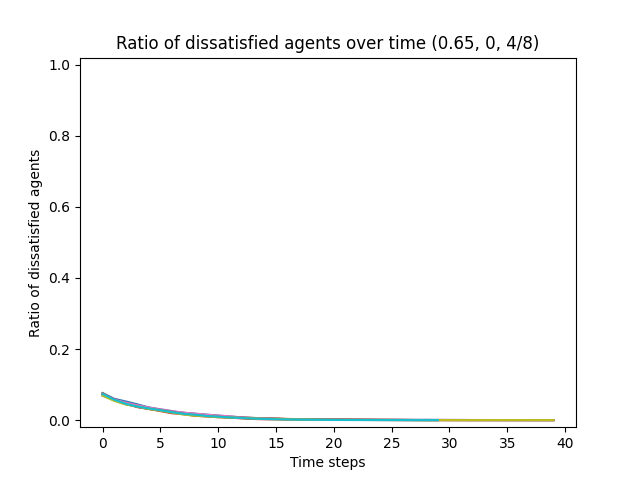 Ratio of dissatisfied agents over time (0.65, 0, 4/8)
1.0
0.8
0.6
0.4
0.2
0.0
Ratio of dissatisfied agents
0 5 10 15 20 25 30 35 40
Time steps